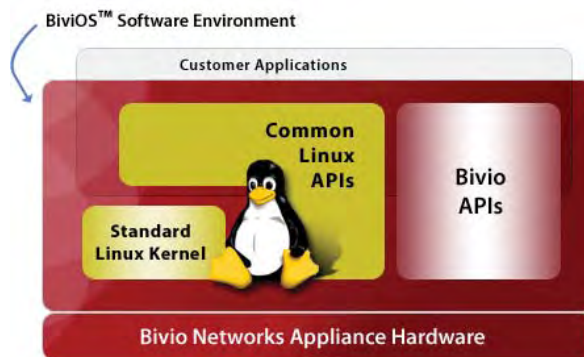 BiviOS™ Software Environment
Customer Applications
Common
Linux
APIs
Bivio
APIs
Standard
Linux Kernel
Bivio Networks Appliance Hardware